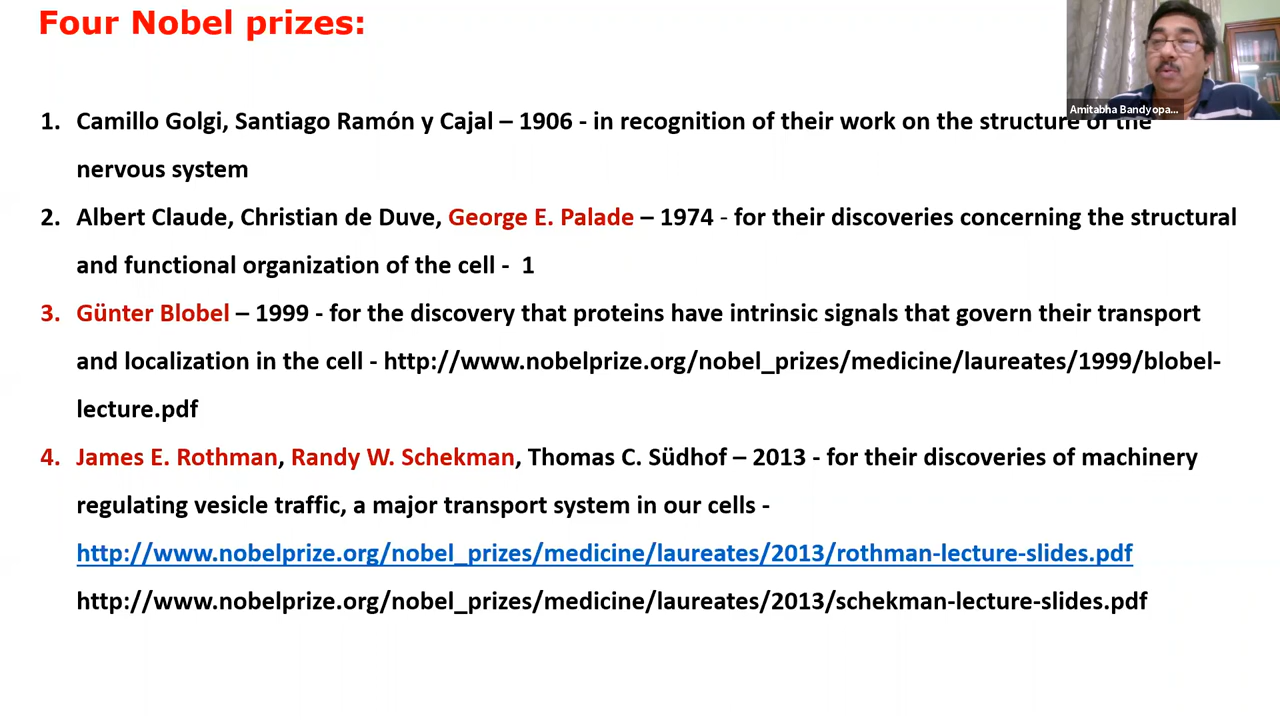 Four Nobel prizes:
Amitabha Bandyopa...
1. Camillo Golgi, Santiago Ramón y Cajal – 1906 - in recognition of their work on the structure of the
nervous system
2. Albert Claude, Christian de Duve, George E. Palade – 1974 - for their discoveries concerning the structural
and functional organization of the cell - 1
3. Günter Blobel – 1999 - for the discovery that proteins have intrinsic signals that govern their transport
and localization in the cell - http://www.nobelprize.org/nobel_prizes/medicine/laureates/1999/blobel-
lecture.pdf
4. James E. Rothman, Randy W. Schekman, Thomas C. Südhof – 2013 - for their discoveries of machinery
regulating vesicle traffic, a major transport system in our cells -
http://www.nobelprize.org/nobel_prizes/medicine/laureates/2013/rothman-lecture-slides.pdf
http://www.nobelprize.org/nobel_prizes/medicine/laureates/2013/schekman-lecture-slides.pdf